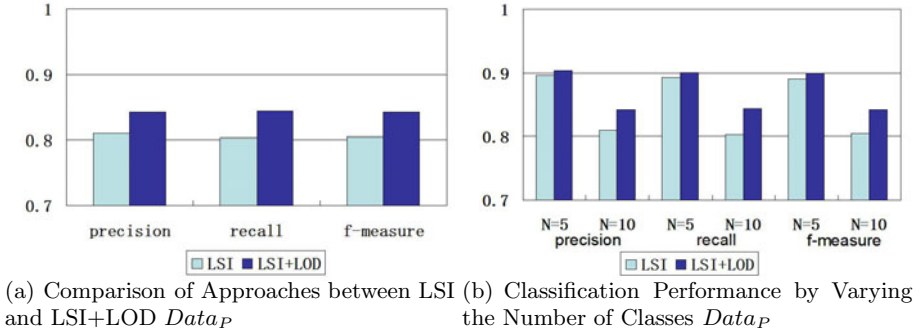 1
0.9
0.8
0.7
precision recall f-measure
LSI LSI+LOD
(a) Comparison of Approaches between LSI
and LSI+LOD Data_P
1
0.9
0.8
0.7
N=5 N=10 N=5 N=10 N=5 N=10
precision recall f-measure
LSI LSI+LOD
(b) Classification Performance by Varying
the Number of Classes Data_P